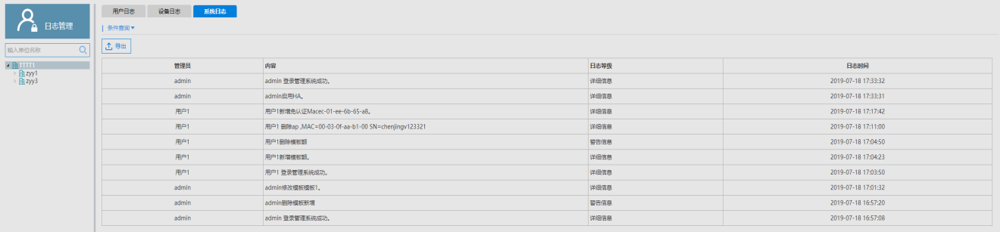 日志管理
输入单位名称
11111
zyy1
zyy3
用户日志 设备日志 系统日志
条件查询
导出
管理员 内容 日志等级 日志时间
admin admin 登录管理系统成功。 详细信息 2019-07-18 17:33:32
admin admin启用HA。 详细信息 2019-07-18 17:33:31
用户1 用户1新增免认证Macec-01-ee-6b-65-a8。 详细信息 2019-07-18 17:17:42
用户1 用户1 删除ap ,MAC=00-03-0f-aa-b1-00 SN=chenjingv123321 详细信息 2019-07-18 17:11:00
用户1 用户1删除模板额 警告信息 2019-07-18 17:04:50
用户1 用户1新增模板额。 详细信息 2019-07-18 17:04:23
用户1 用户1 登录管理系统成功。 详细信息 2019-07-18 17:03:50
admin admin修改模板模板1。 详细信息 2019-07-18 17:01:32
admin admin删除模板新增 警告信息 2019-07-18 16:57:20
admin admin 登录管理系统成功。 详细信息 2019-07-18 16:57:08